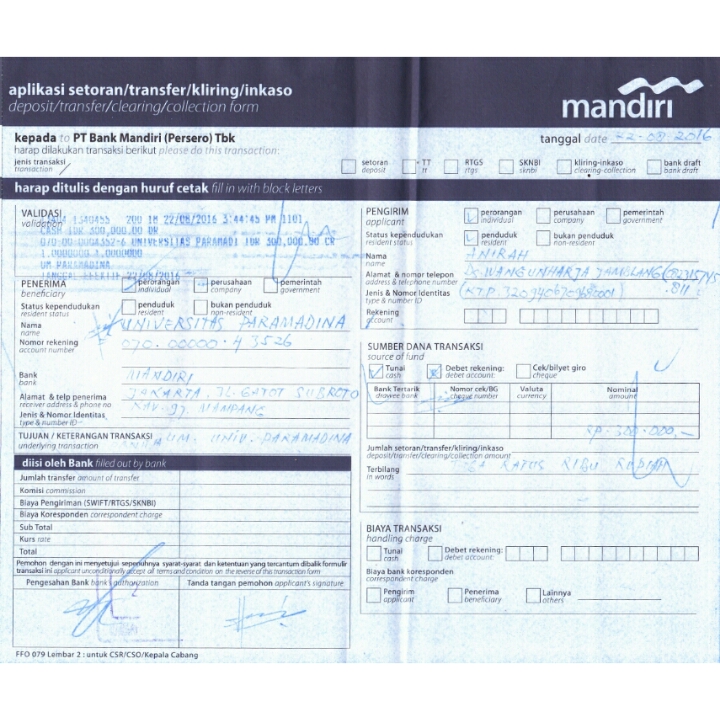 aplikasi setoran/transfer/kliring/inkaso
deposit/transfer/clearing/collection form
mandiri
kepada to PT Bank Mandiri (Persero) Tbk
tanggal date 22-08-2016
harap dilakukan transaksi berikut please do this transaction:
jenis transaksi
transaction
setoran
deposit
TT
tt
RTGS
rtgs
SKNBI
sknbi
kliring-inkaso
clearing-collection
bank draft
bank draft
harap ditulis dengan huruf cetak fill in with block letters
VALIDASI
validation
1340455 200 18 22/08/2016 3:44:45 PM 1101
CASH IDR 300,000.00 DR
070-00-0004352-6 UNIVERSITAS PARAMADI IDR 300,000.00 CR
1.0000000 1.0000000
UM PARAMADINA
TANGGAL EFEKTIF 22/08/2016
PENERIMA
beneficiary
perorangan
individual
perusahaan
company
pemerintah
government
Status kependudukan
resident status
penduduk
resident
bukan penduduk
non-resident
Nama
name
UNIVERSITAS PARAMADINA
Nomor rekening
account number
070.00000.43526
Bank
bank
MANDIRI
Alamat & telp penerima
receiver address & phone no
JAKARTA, JL. GATOT SUBROTO
KAV. 97. MAMPANG
Jenis & Nomor Identitas
type & number ID
TUJUAN / KETERANGAN TRANSAKSI
underlying transaction
UM. UNIV. PARAMADINA
diisi oleh Bank filled out by bank
Jumlah transfer amount of transfer
Komisi commission
Biaya Pengiriman (SWIFT/RTGS/SKNBI)
Biaya Koresponden correspondent charge
Sub Total
Kurs rate
Total
Pemohon dengan ini menyetujui sepenuhnya syarat-syarat dan ketentuan yang tercantum dibalik formulir
transaksi ini applicant unconditionally accept all terms and condition on the reverse of the transaction form
Pengesahan Bank bank's authorization
Tanda tangan pemohon applicant's signature
FFO 079 Lembar 2 : untuk CSR/CSO/Kepala Cabang
PENGIRIM
applicant
perorangan
individual
perusahaan
company
pemerintah
government
Status kependudukan
resident status
penduduk
resident
bukan penduduk
non-resident
Nama
name
ANIRAH
Alamat & nomor telepon
address & telephone number
Jenis & Nomor Identitas
type & number ID
Rekening
account
SUMBER DANA TRANSAKSI
source of fund
Tunai
cash
Debet rekening:
debet account:
Cek/bilyet giro
cheque
Bank Tertarik
drawee bank
Nomor cek/BG
cheque number
Valuta
currency
Nominal
amount
Rp. 300.000,-
Jumlah setoran/transfer/kliring/inkaso
deposit/transfer/clearing/collection amount
Terbilang
in words
TIGA RATUS RIBU RUPIAH
BIAYA TRANSAKSI
handling charge
Tunai
cash
Debet rekening:
debet account:
Biaya bank koresponden
correspondent charge
Pengirim
applicant
Penerima
beneficiary
Lainnya
others